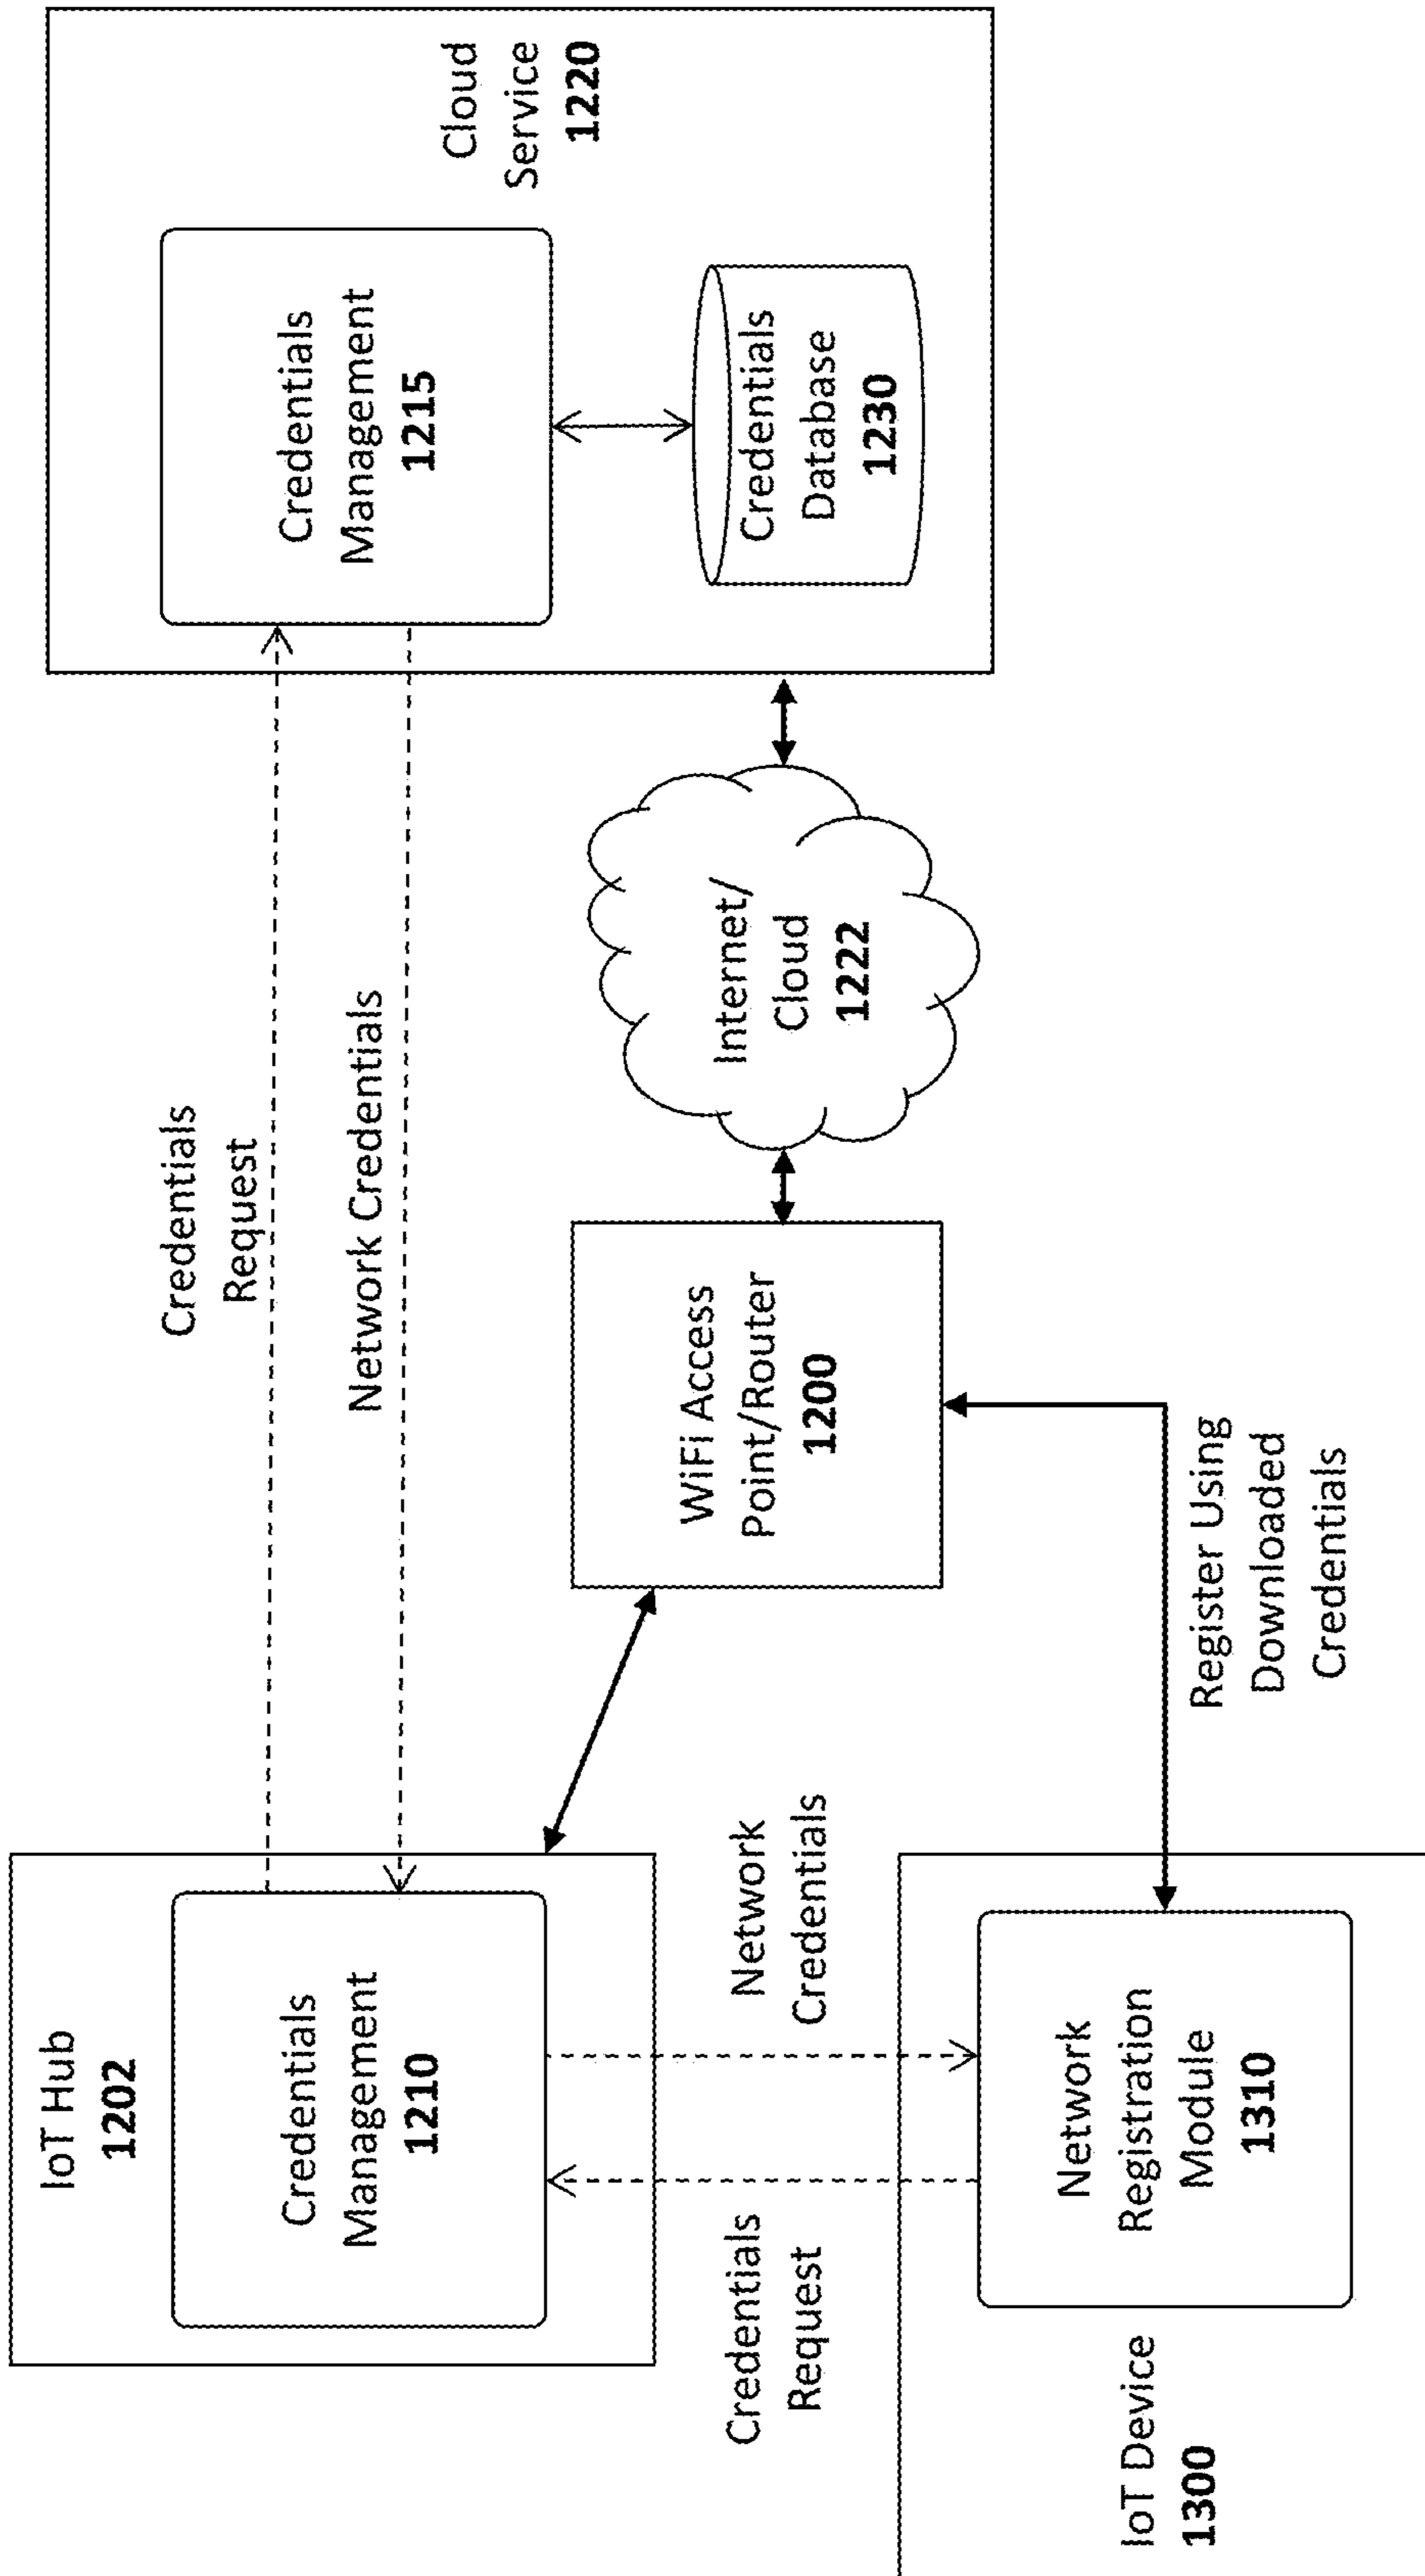 IoT Hub
1202
Credentials
Management
1210
Credentials
Request
Network Credentials
Cloud
Service
1220
Credentials
Management
1215
Credentials
Database
1230
WiFi Access
Point/Router
1200
Internet/
Cloud
1222
Credentials
Request
Network
Credentials
IoT Device
1300
Network
Registration
Module
1310
Register Using
Downloaded
Credentials